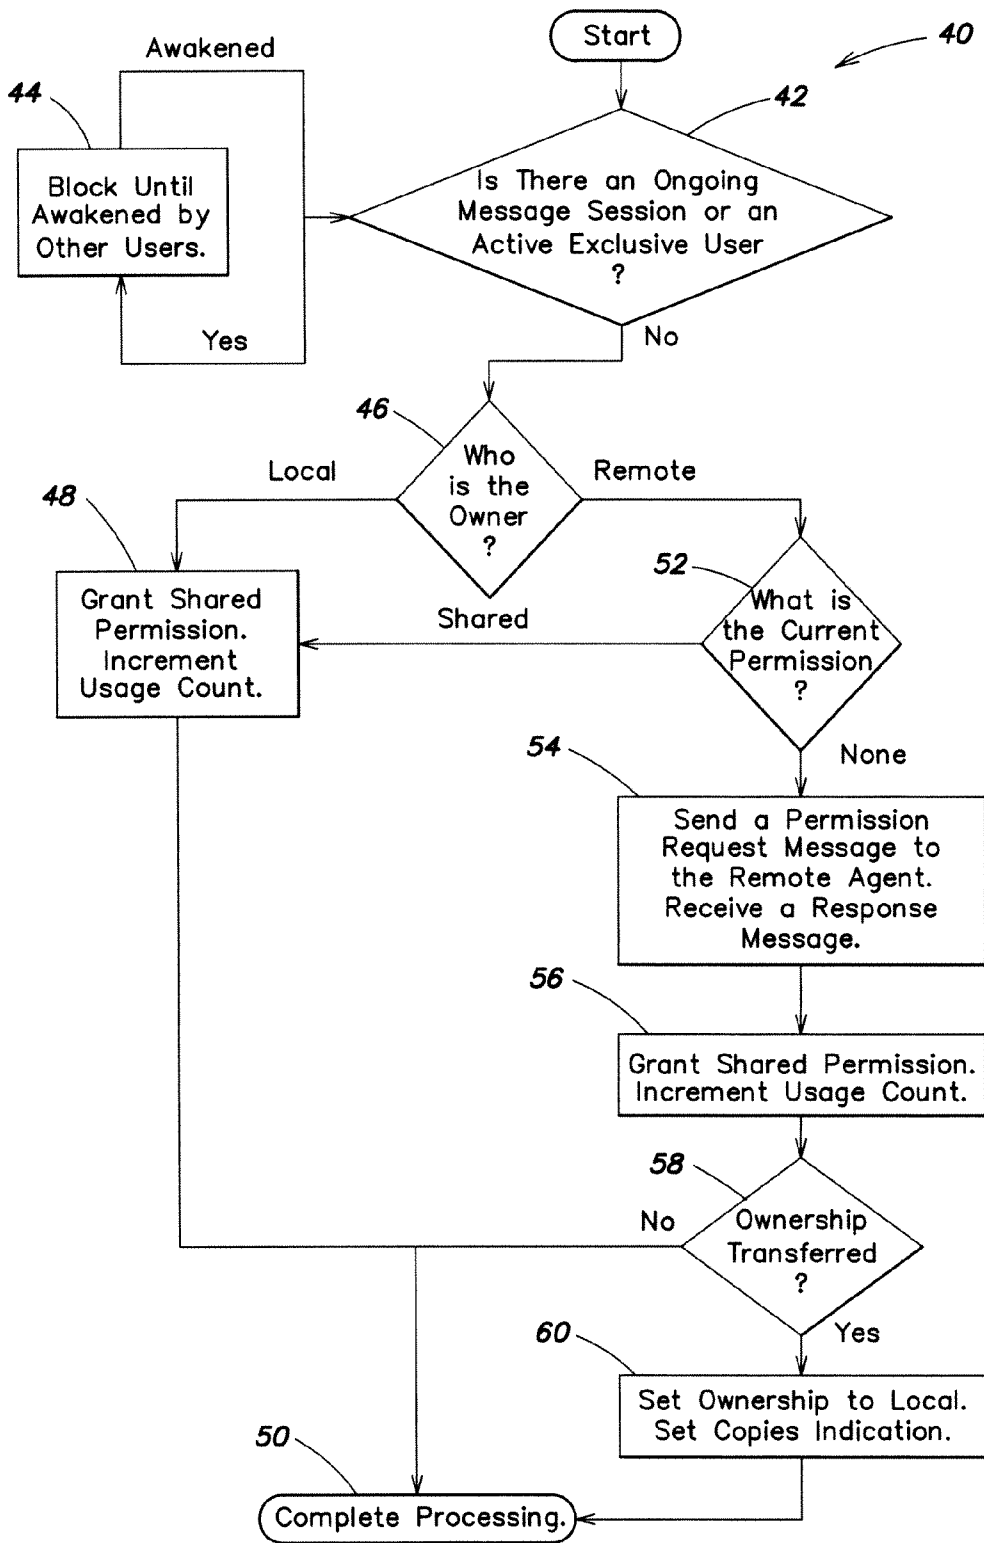 Start
40
Awakened
44
42
Block Until
Awakened by
Other Users.
Is There an Ongoing
Message Session or an
Active Exclusive User
?
Yes
No
46
Who
is the
Owner
?
Local
Remote
48
52
Grant Shared
Permission.
Increment
Usage Count.
Shared
What is
the Current
Permission
?
None
54
Send a Permission
Request Message to
the Remote Agent.
Receive a Response
Message.
56
Grant Shared Permission.
Increment Usage Count.
58
No
Ownership
Transferred
?
Yes
60
Set Ownership to Local.
Set Copies Indication.
50
Complete Processing.